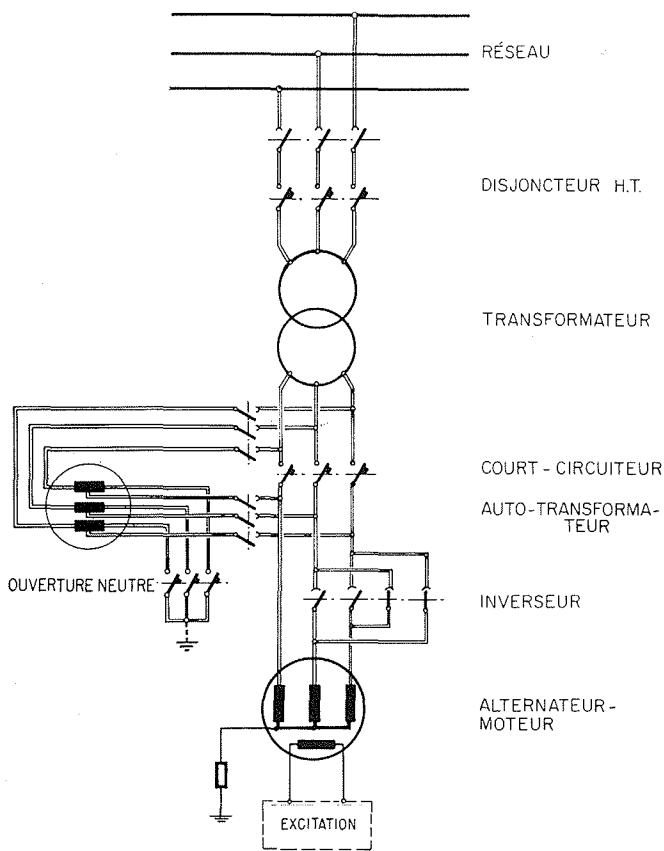 RÉSEAU
DISJONCTEUR H.T.
TRANSFORMATEUR
COURT-CIRCUITEUR
AUTO-TRANSFORMA-
TEUR
OUVERTURE NEUTRE
INVERSEUR
ALTERNATEUR-
MOTEUR
EXCITATION